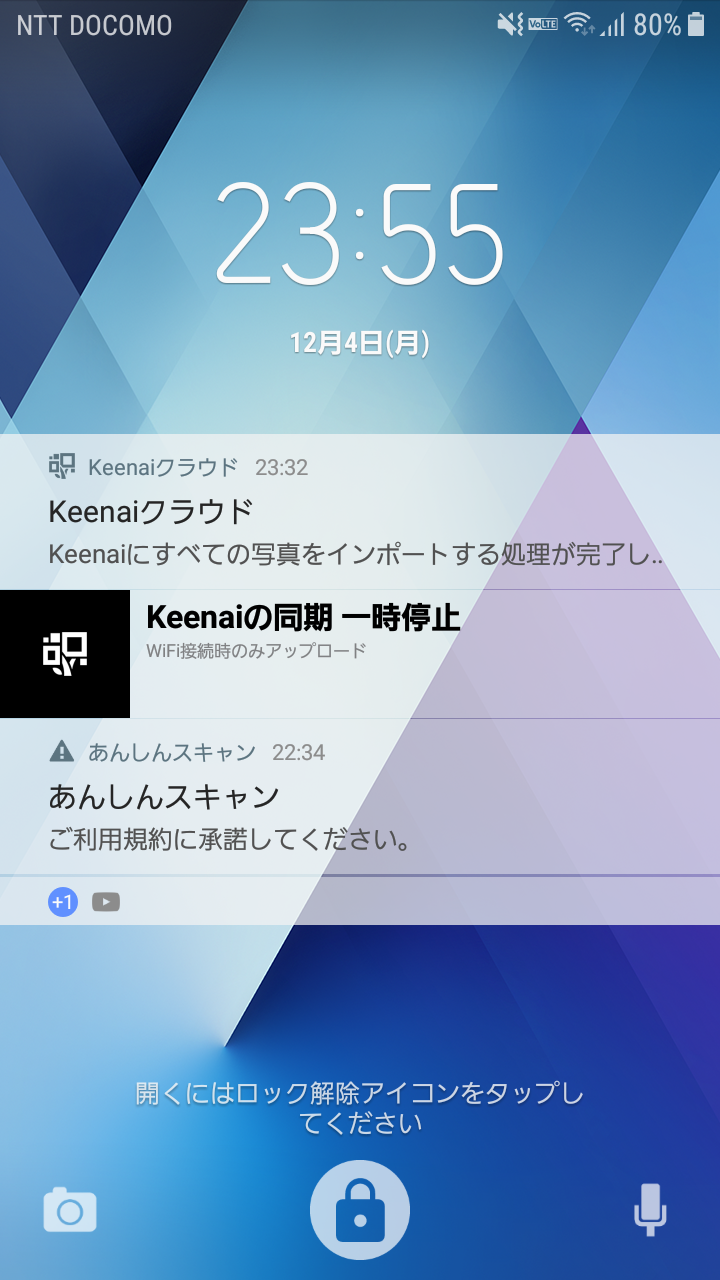 NTT DOCOMO VoLTE 80%
23:55
12月4日(月)
Keenaiクラウド 23:32
Keenaiクラウド
Keenaiにすべての写真をインポートする処理が完了し..
Keenaiの同期 一時停止
WiFi接続時のみアップロード
あんしんスキャン 22:34
あんしんスキャン
ご利用規約に承諾してください。
+1
開くにはロック解除アイコンをタップし
てください